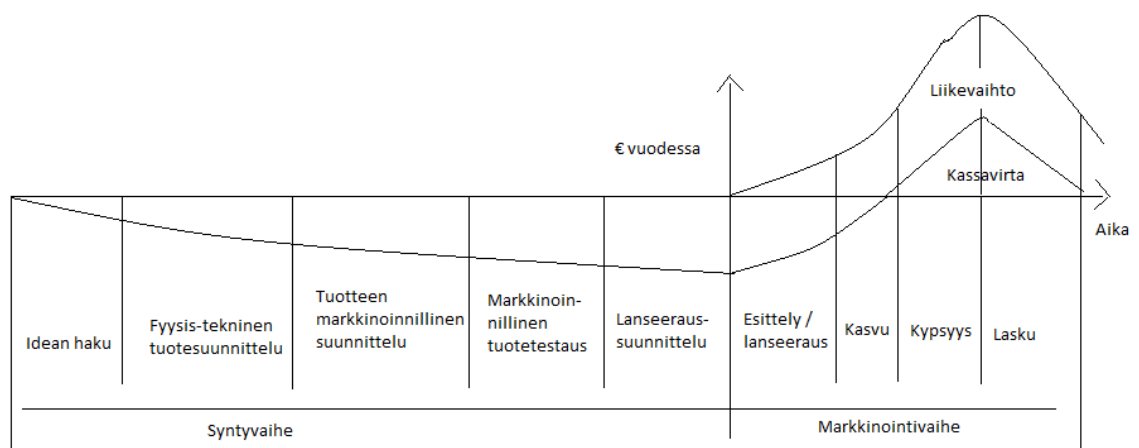 Liikevaihto
€ vuodessa
Kassavirta
Aika
Idean haku
Fyysis-tekninen
tuotesuunnittelu
Tuotteen
markkinoinnillinen
suunnittelu
Markkinoin-
nillinen
tuotetestaus
Lanseeraus-
suunnittelu
Esittely /
lanseeraus
Kasvu
Kypsyys
Lasku
Syntyvaihe
Markkinointivaihe